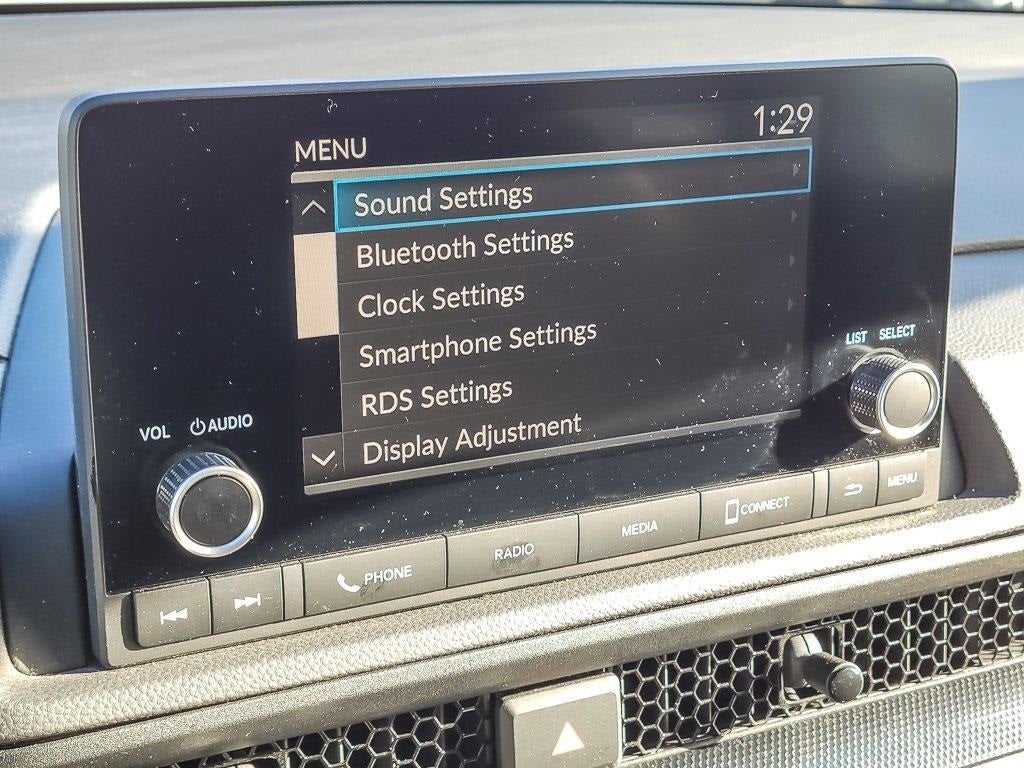 1:29
MENU
Sound Settings
Bluetooth Settings
Clock Settings
Smartphone Settings
RDS Settings
Display Adjustment
LIST SELECT
VOL AUDIO
PHONE
RADIO
MEDIA
CONNECT
MENU